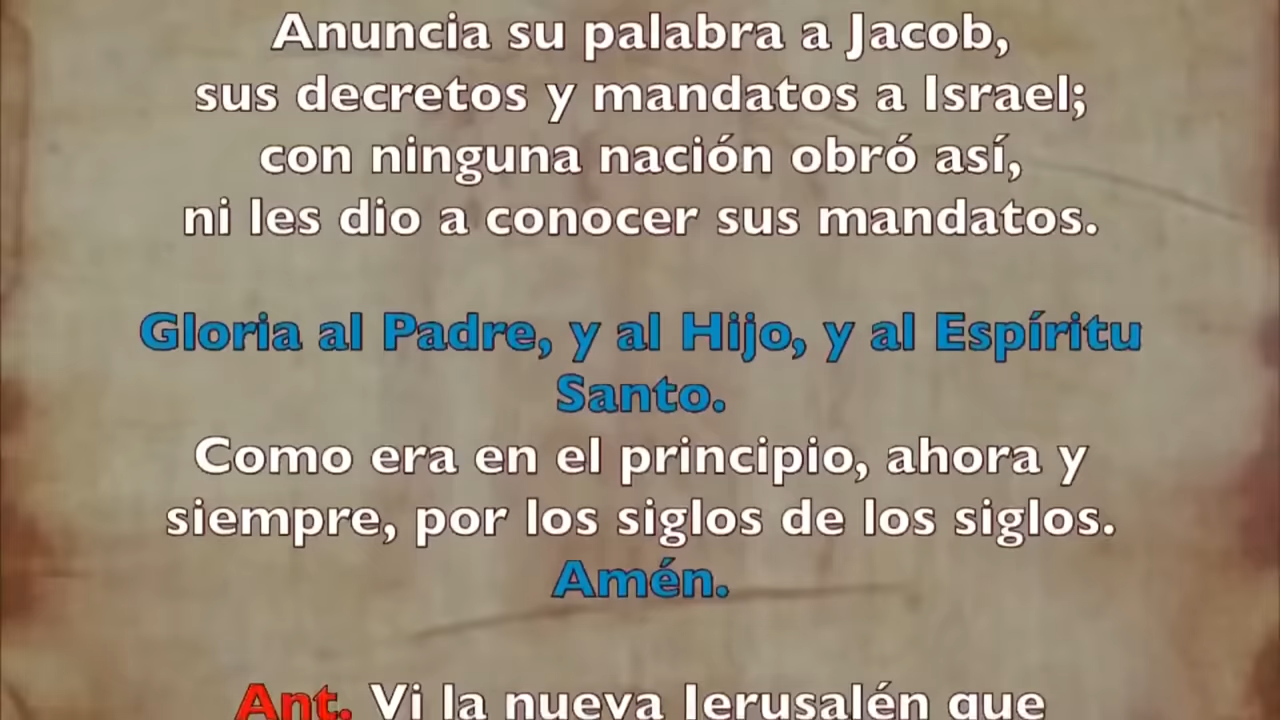 Anuncia su palabra a Jacob,
sus decretos y mandatos a Israel;
con ninguna nación obró así,
ni les dio a conocer sus mandatos.
Gloria al Padre, y al Hijo, y al Espíritu
Santo.
Como era en el principio, ahora y
siempre, por los siglos de los siglos.
Amén.
Ant. Vi la nueva Jerusalén que